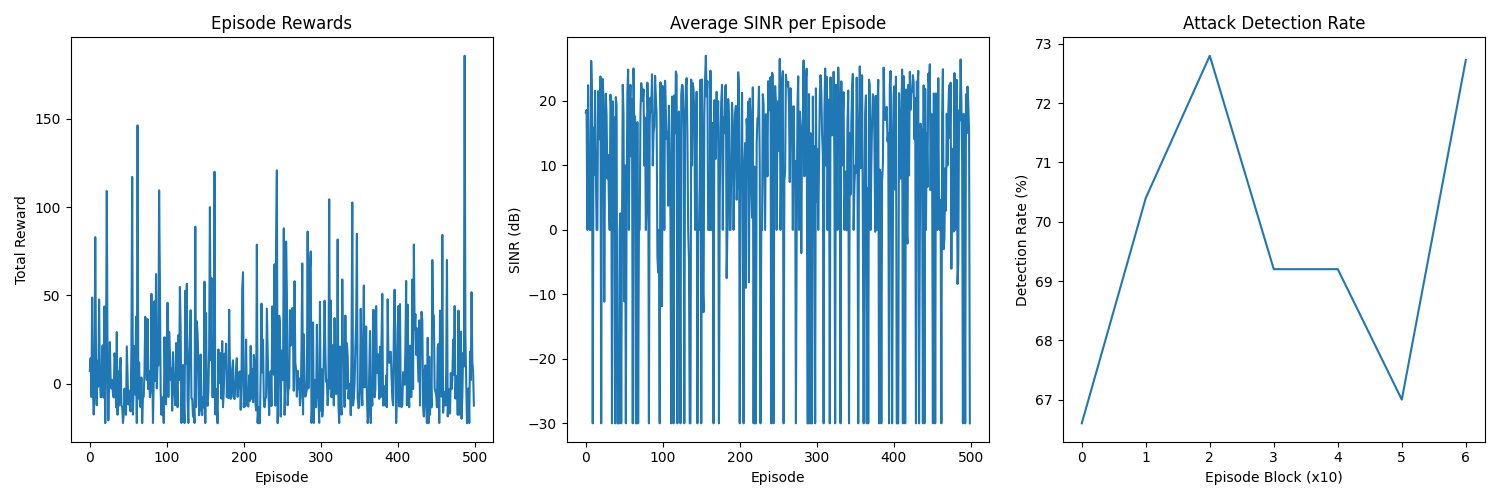 Episode Rewards
Total Reward
150
100
50
0
0 100 200 300 400 500
Episode
Average SINR per Episode
SINR (dB)
20
10
0
−10
−20
−30
0 100 200 300 400 500
Episode
Attack Detection Rate
Detection Rate (%)
73
72
71
70
69
68
67
0 1 2 3 4 5 6
Episode Block (x10)